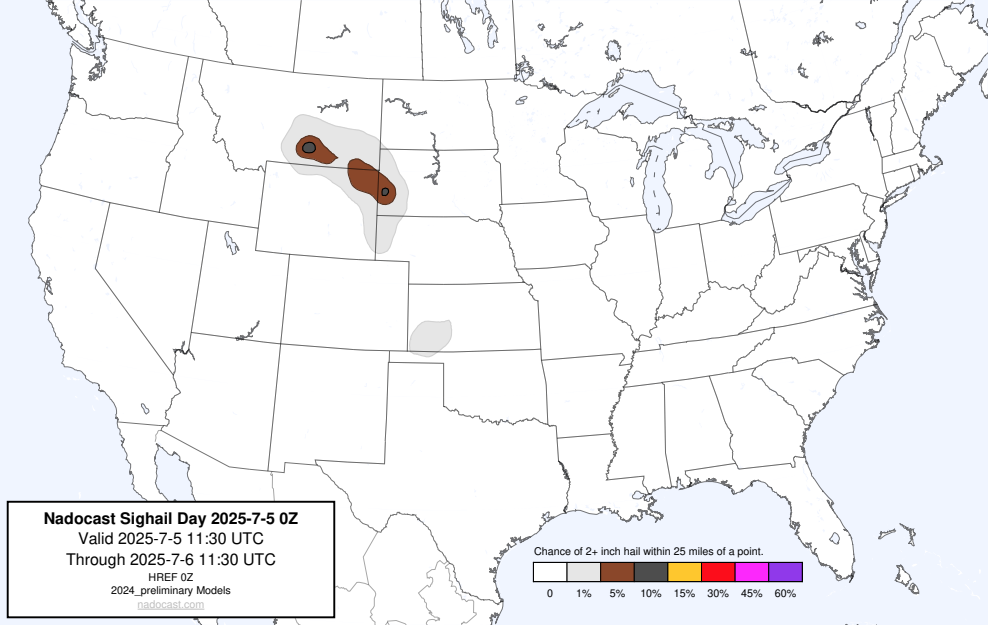 Nadocast Sighail Day 2025-7-5 0Z
Valid 2025-7-5 11:30 UTC
Through 2025-7-6 11:30 UTC
HREF 0Z
2024_preliminary Models
nadocast.com
Chance of 2+ inch hail within 25 miles of a point.
0 1% 5% 10% 15% 30% 45% 60%